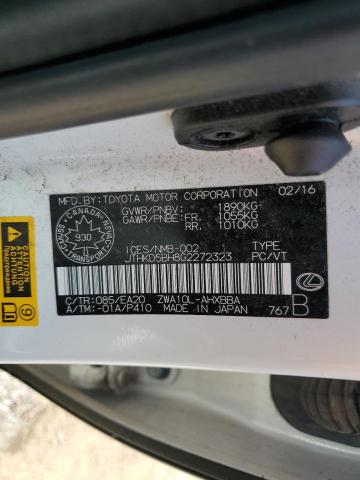 MFD.BY:TOYOTA MOTOR CORPORATION 02/16
GVWR/PNBV: 1890KG
GAWR/PNBE:FR. 1055KG
RR. 1010KG
CANADA
930
TRANSPORT
ICES/NMB-002 TYPE
JTHKD5BH8G2272323 PC/VT
C/TR:085/EA20 ZWA10L-AHXBBA
A/TM:-01A/P410 MADE IN JAPAN 767 B
CAUTION
ATTENTION